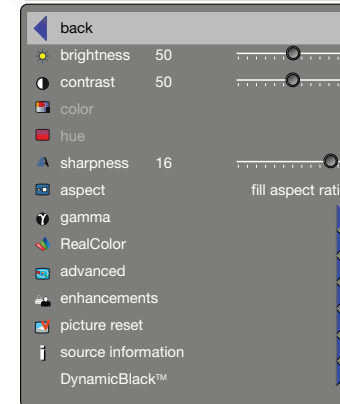 back
brightness 50
contrast 50
color
hue
sharpness 16
aspect fill aspect rati
gamma
RealColor
advanced
enhancements
picture reset
source information
DynamicBlack™